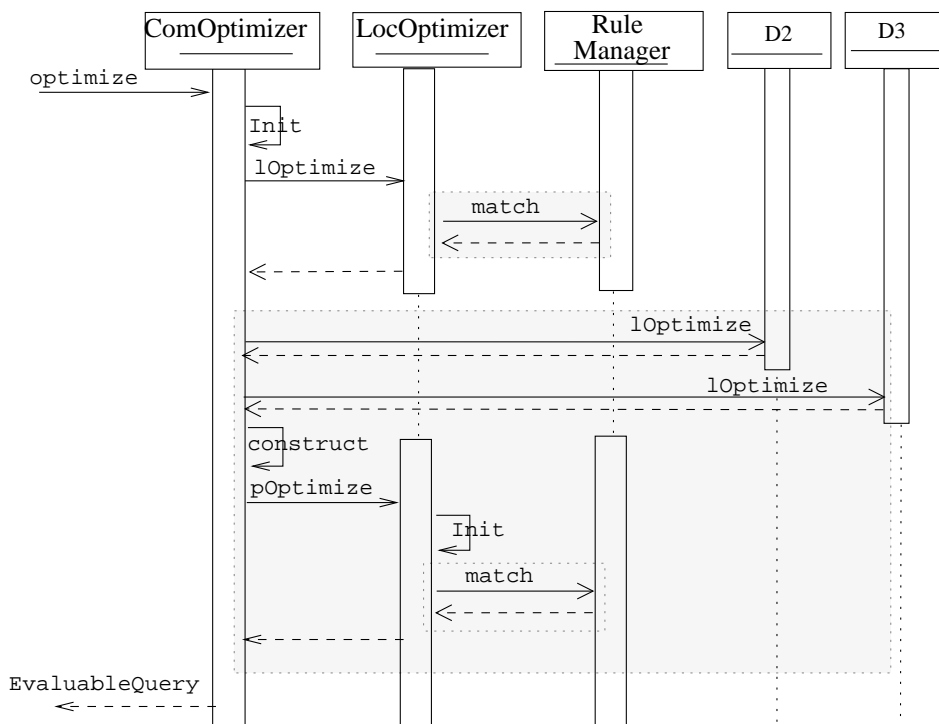 ComOptimizer
LocOptimizer
Rule
Manager
D2
D3
optimize
Init
lOptimize
match
lOptimize
lOptimize
construct
pOptimize
Init
match
EvaluableQuery